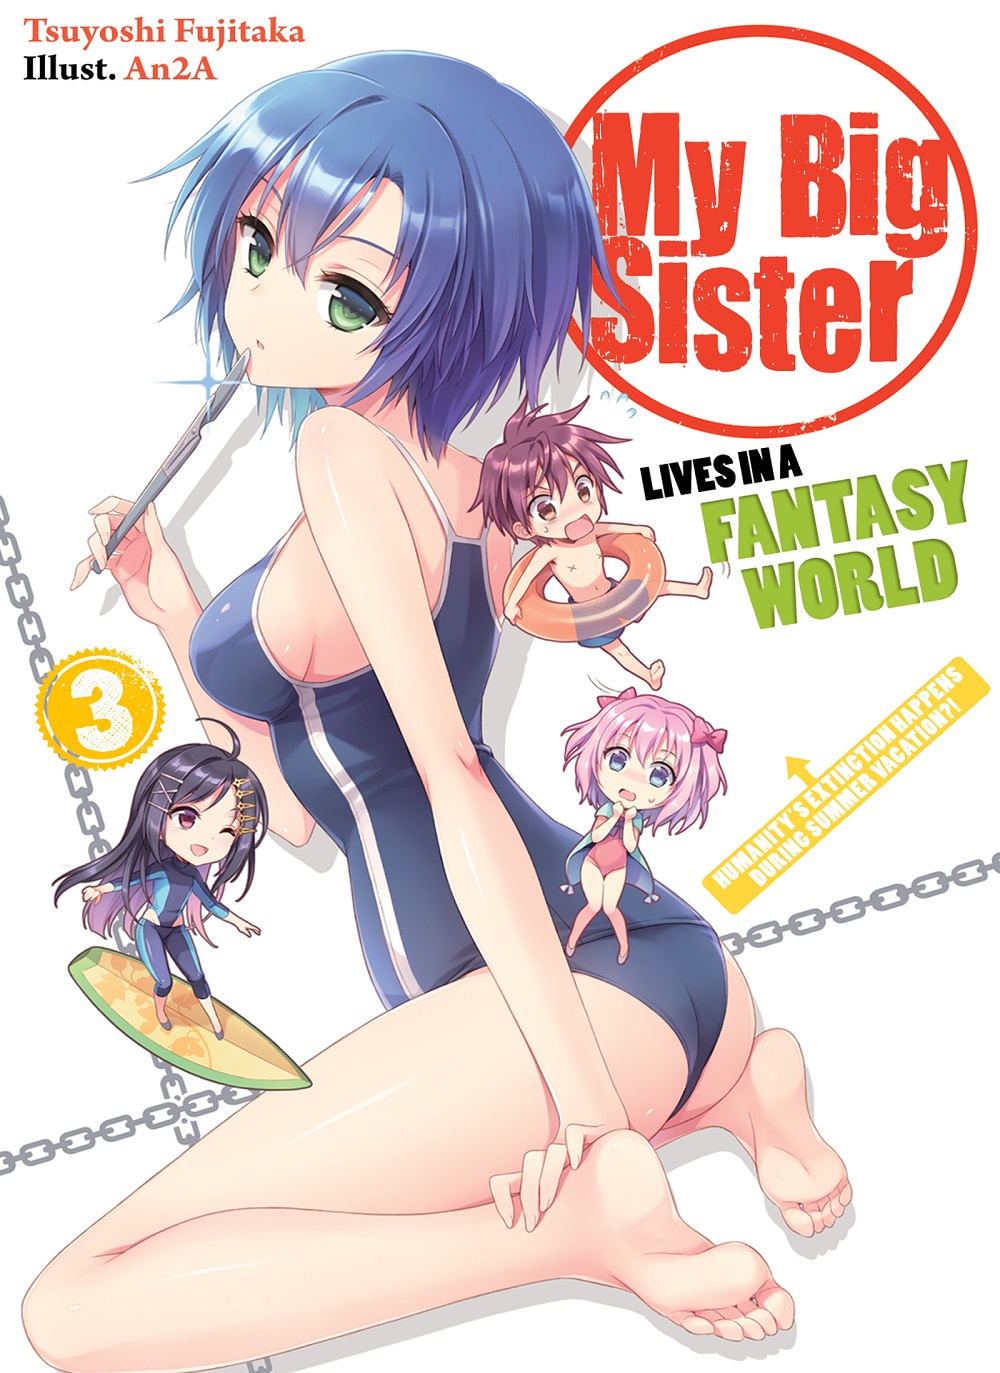 Tsuyoshi Fujitaka
Illust. An2A
My Big
Sister
LIVES IN A
FANTASY
WORLD
3
HUMANITY'S EXTINCTION HAPPENS
DURING SUMMER VACATION?!